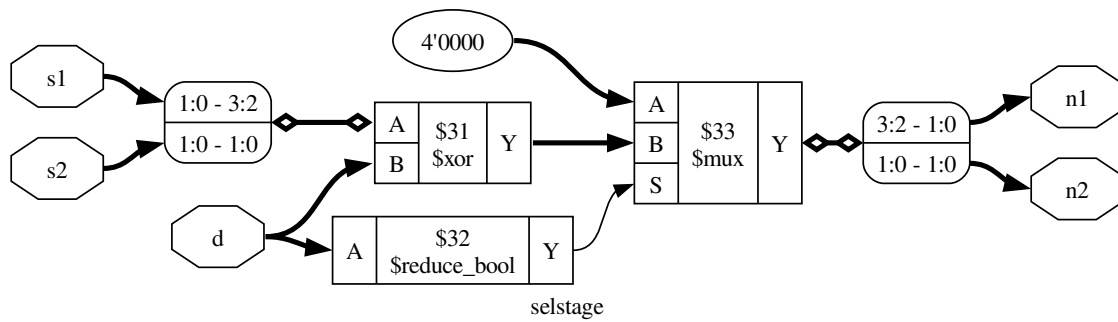 s1
s2
1:0 - 3:2
1:0 - 1:0
d
A
B
$31
$xor
Y
A
$32
$reduce_bool
Y
4'0000
A
B
S
$33
$mux
Y
3:2 - 1:0
1:0 - 1:0
n1
n2
selstage